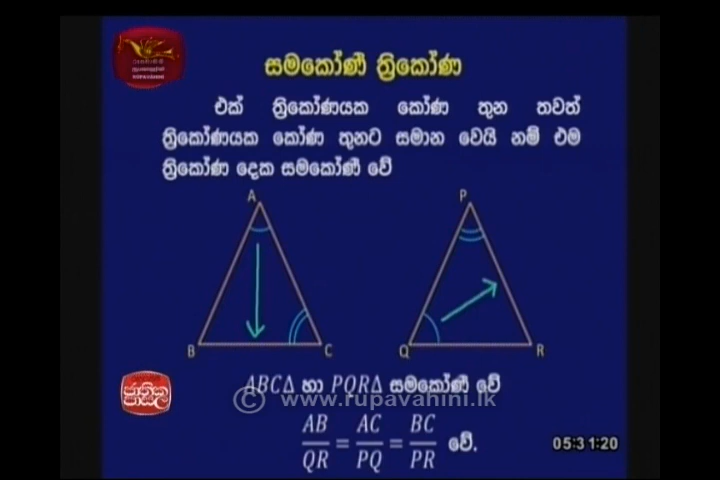 සමකෝණී ත්‍රිකෝණ
එක් ත්‍රිකෝණයක කෝණ තුන තවත්
ත්‍රිකෝණයක කෝණ තුනට සමාන වෙයි නම් එම
ත්‍රිකෝණ දෙක සමකෝණී වේ
A P
B C Q R
ABCΔ හා PQRΔ සමකෝණී වේ
ජාතික
පාසල
© www.rupavahini.lk
AB/QR = AC/PQ = BC/PR වේ.
05:31:20